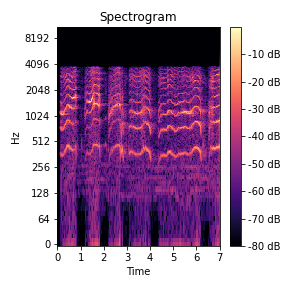 Spectrogram
8192
4096
2048
1024
512
256
128
64
0
Hz
0 1 2 3 4 5 6 7
Time
-10 dB
-20 dB
-30 dB
-40 dB
-50 dB
-60 dB
-70 dB
-80 dB